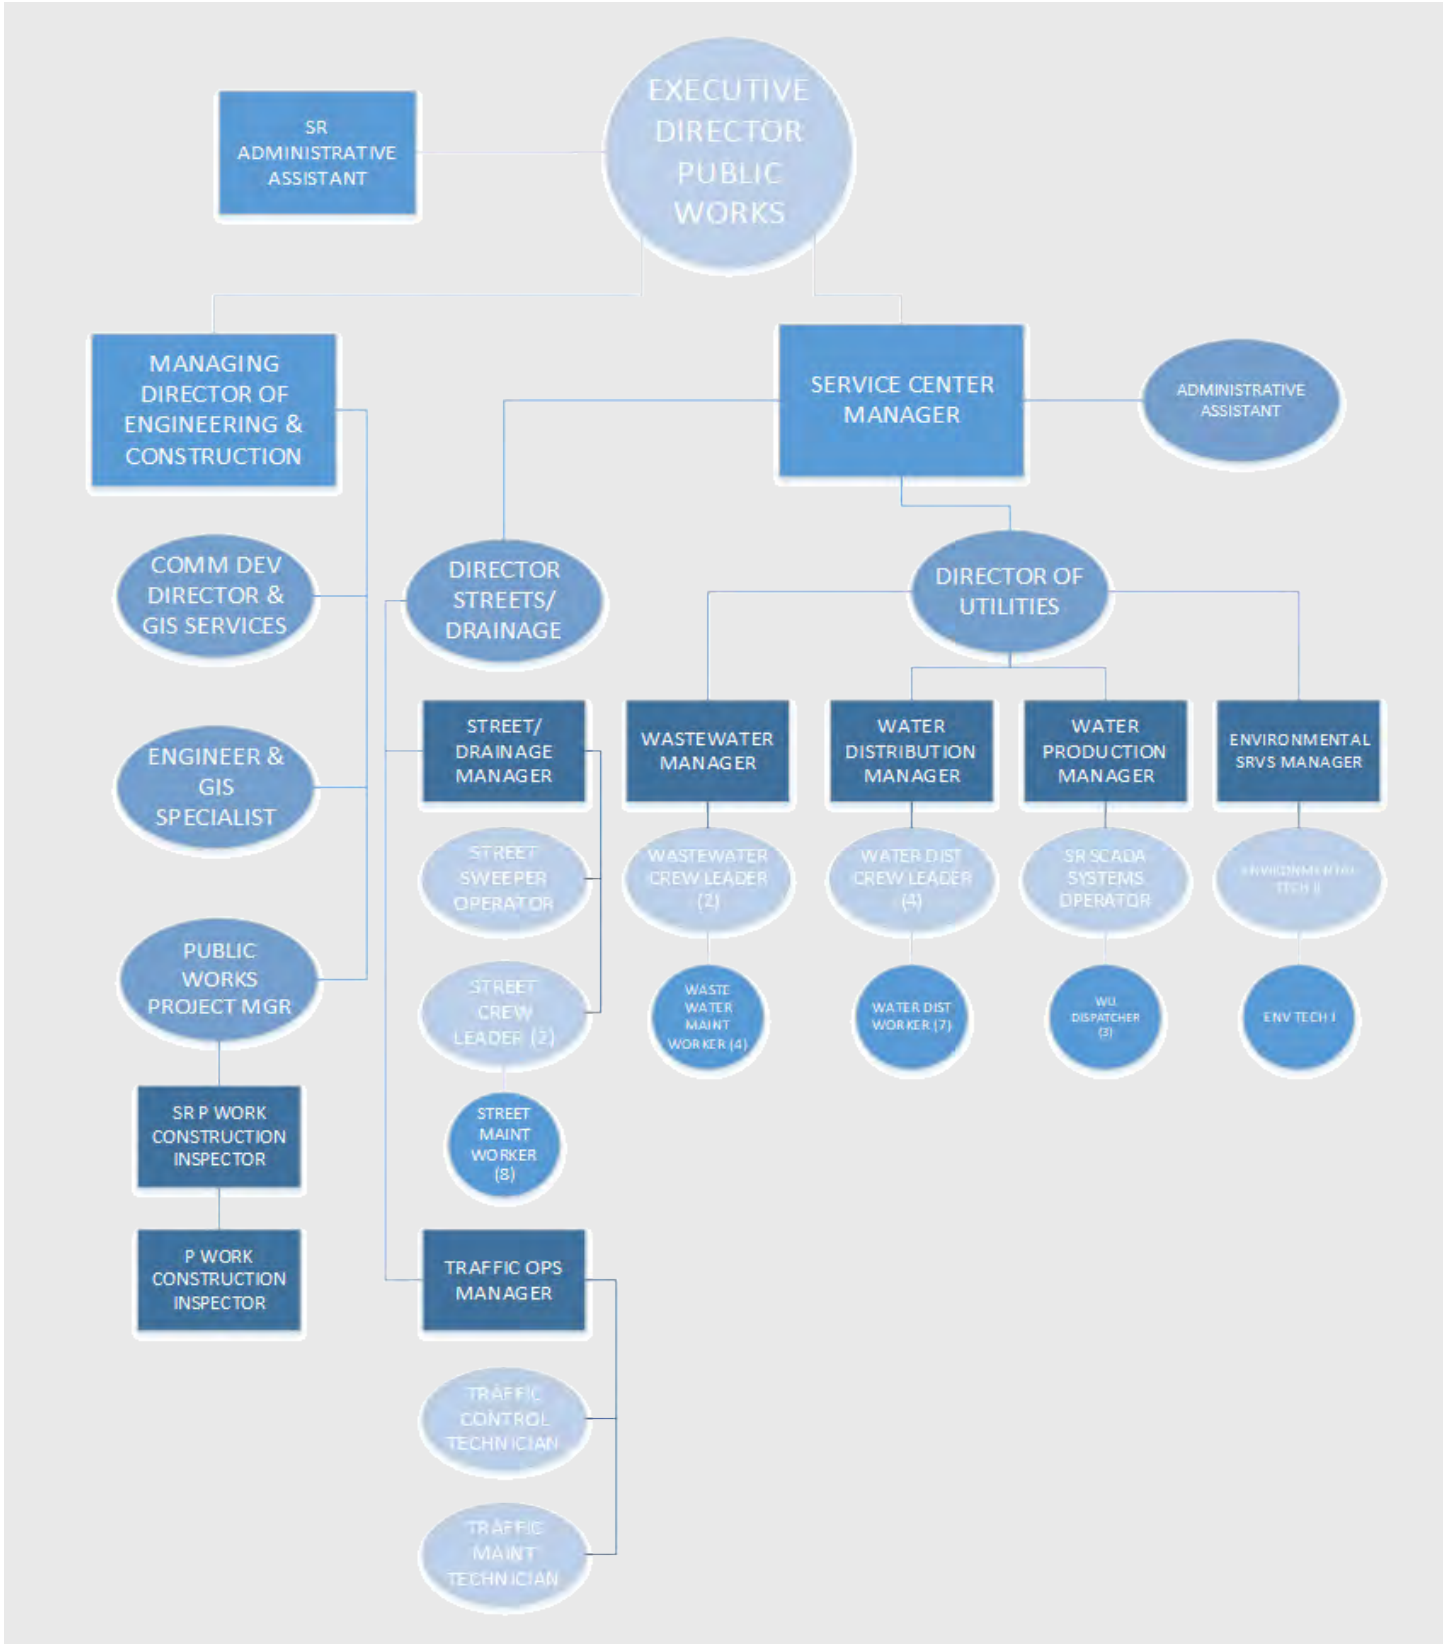 EXECUTIVE
DIRECTOR
PUBLIC
WORKS
SR
ADMINISTRATIVE
ASSISTANT
MANAGING
DIRECTOR OF
ENGINEERING &
CONSTRUCTION
SERVICE CENTER
MANAGER
ADMINISTRATIVE
ASSISTANT
COMM DEV
DIRECTOR &
GIS SERVICES
DIRECTOR
STREETS/
DRAINAGE
DIRECTOR OF
UTILITIES
ENGINEER &
GIS
SPECIALIST
STREET/
DRAINAGE
MANAGER
WASTEWATER
MANAGER
WATER
DISTRIBUTION
MANAGER
WATER
PRODUCTION
MANAGER
ENVIRONMENTAL
SRVS MANAGER
STREET
SWEEPER
OPERATOR
WASTEWATER
CREW LEADER
(2)
WATER DIST
CREW LEADER
(4)
SR SCADA
SYSTEMS
OPERATOR
ENVIRONMENTAL
TECH II
PUBLIC
WORKS
PROJECT MGR
STREET
CREW
LEADER (2)
WASTE
WATER
MAINT
WORKER (4)
WATER DIST
WORKER (7)
WU
DISPATCHER
(3)
ENV TECH I
SR P WORK
CONSTRUCTION
INSPECTOR
STREET
MAINT
WORKER
(8)
P WORK
CONSTRUCTION
INSPECTOR
TRAFFIC OPS
MANAGER
TRAFFIC
CONTROL
TECHNICIAN
TRAFFIC
MAINT
TECHNICIAN